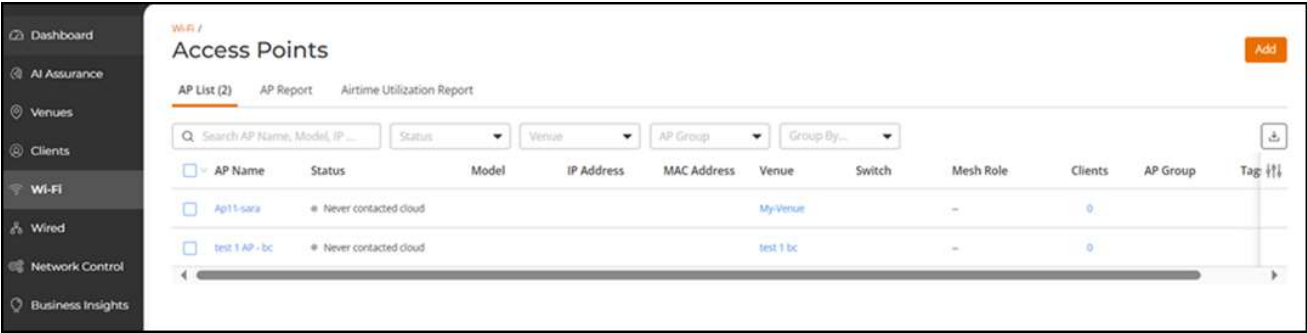 Dashboard
AI Assurance
Venues
Clients
Wi-Fi
Wired
Network Control
Business Insights
Wi-Fi /
Access Points
Add
AP List (2) AP Report Airtime Utilization Report
Search AP Name, Model, IP ... Status Venue AP Group Group By...
AP Name Status Model IP Address MAC Address Venue Switch Mesh Role Clients AP Group Tags
Ap11-sara Never contacted cloud My-Venue -- 0
test 1 AP - bc Never contacted cloud test 1 bc -- 0